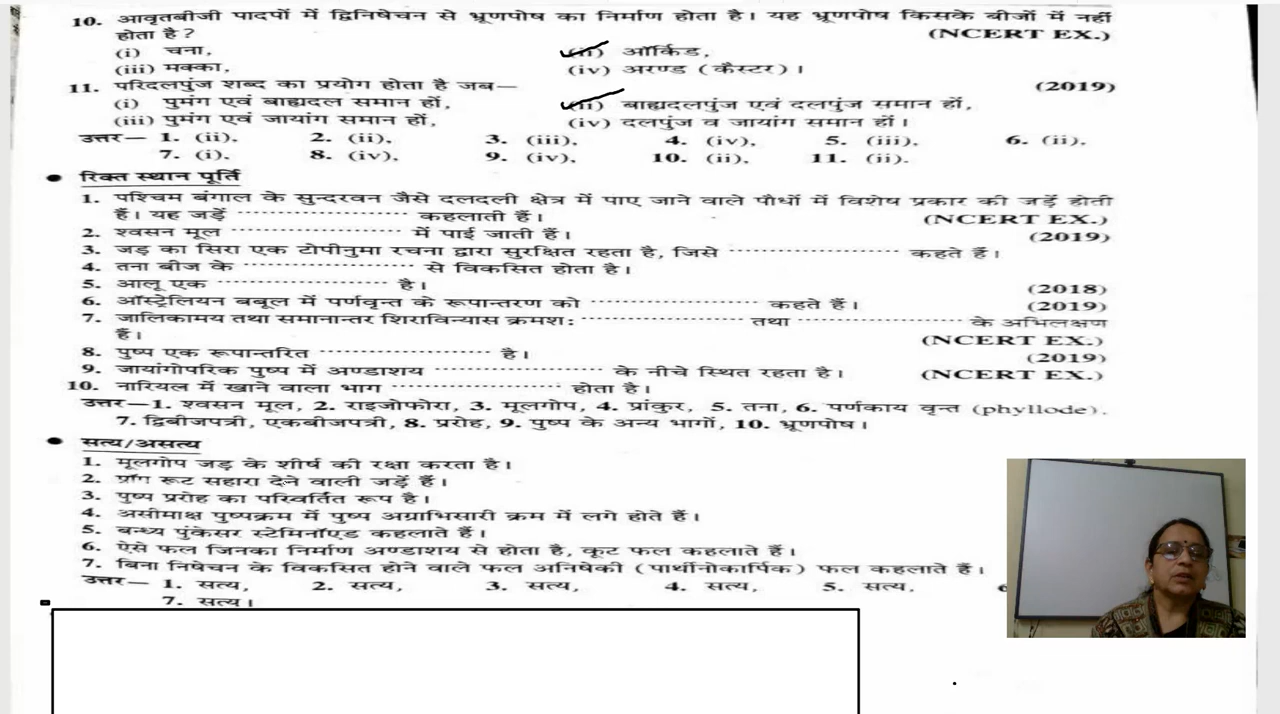 10. आवृतबीजी पादपों में द्विनिषेचन से भ्रूणपोष का निर्माण होता है। यह भ्रूणपोष किसके बीजों में नहीं
होता है? (NCERT EX.)
(i) चना, (ii) ऑर्किड,
(iii) मक्का, (iv) अरण्ड (कैस्टर)।
11. परिदलपुंज शब्द का प्रयोग होता है जब— (2019)
(i) पुमंग एवं बाह्यदल समान हों, (ii) बाह्यदलपुंज एवं दलपुंज समान हों,
(iii) पुमंग एवं जायांग समान हों, (iv) दलपुंज व जायांग समान हों।
उत्तर— 1. (ii), 2. (ii), 3. (iii), 4. (iv), 5. (iii), 6. (ii),
7. (i), 8. (iv), 9. (iv), 10. (ii), 11. (ii).
● रिक्त स्थान पूर्ति
1. पश्चिम बंगाल के सुन्दरवन जैसे दलदली क्षेत्र में पाए जाने वाले पौधों में विशेष प्रकार की जड़ें होती
हैं। यह जड़ें .................... कहलाती हैं। (NCERT EX.)
2. श्वसन मूल .................... में पाई जाती हैं। (2019)
3. जड़ का सिरा एक टोपीनुमा रचना द्वारा सुरक्षित रहता है, जिसे .................... कहते हैं।
4. तना बीज के .................... से विकसित होता है।
5. आलू एक .................... है। (2018)
6. ऑस्ट्रेलियन बबूल में पर्णवृन्त के रूपान्तरण को .................... कहते हैं। (2019)
7. जालिकामय तथा समानान्तर शिराविन्यास क्रमश: .................... तथा .................... के अभिलक्षण
हैं। (NCERT EX.)
8. पुष्प एक रूपान्तरित .................... है। (2019)
9. जायांगोपरिक पुष्प में अण्डाशय .................... के नीचे स्थित रहता है। (NCERT EX.)
10. नारियल में खाने वाला भाग .................... होता है।
उत्तर—1. श्वसन मूल, 2. राइजोफोरा, 3. मूलगोप, 4. प्रांकुर, 5. तना, 6. पर्णकाय वृन्त (phyllode).
7. द्विबीजपत्री, एकबीजपत्री, 8. प्ररोह, 9. पुष्प के अन्य भागों, 10. भ्रूणपोष।
● सत्य/असत्य
1. मूलगोप जड़ के शीर्ष की रक्षा करता है।
2. प्रॉग रूट सहारा देने वाली जड़ें हैं।
3. पुष्प प्ररोह का परिवर्तित रूप है।
4. असीमाक्ष पुष्पक्रम में पुष्प अग्राभिसारी क्रम में लगे होते हैं।
5. बन्ध्य पुंकेसर स्टेमिनॉएड कहलाते हैं।
6. ऐसे फल जिनका निर्माण अण्डाशय से होता है, कूट फल कहलाते हैं।
7. बिना निषेचन के विकसित होने वाले फल अनिषेकी (पार्थीनोकार्पिक) फल कहलाते हैं।
उत्तर— 1. सत्य, 2. सत्य, 3. सत्य, 4. सत्य, 5. सत्य,
7. सत्य।